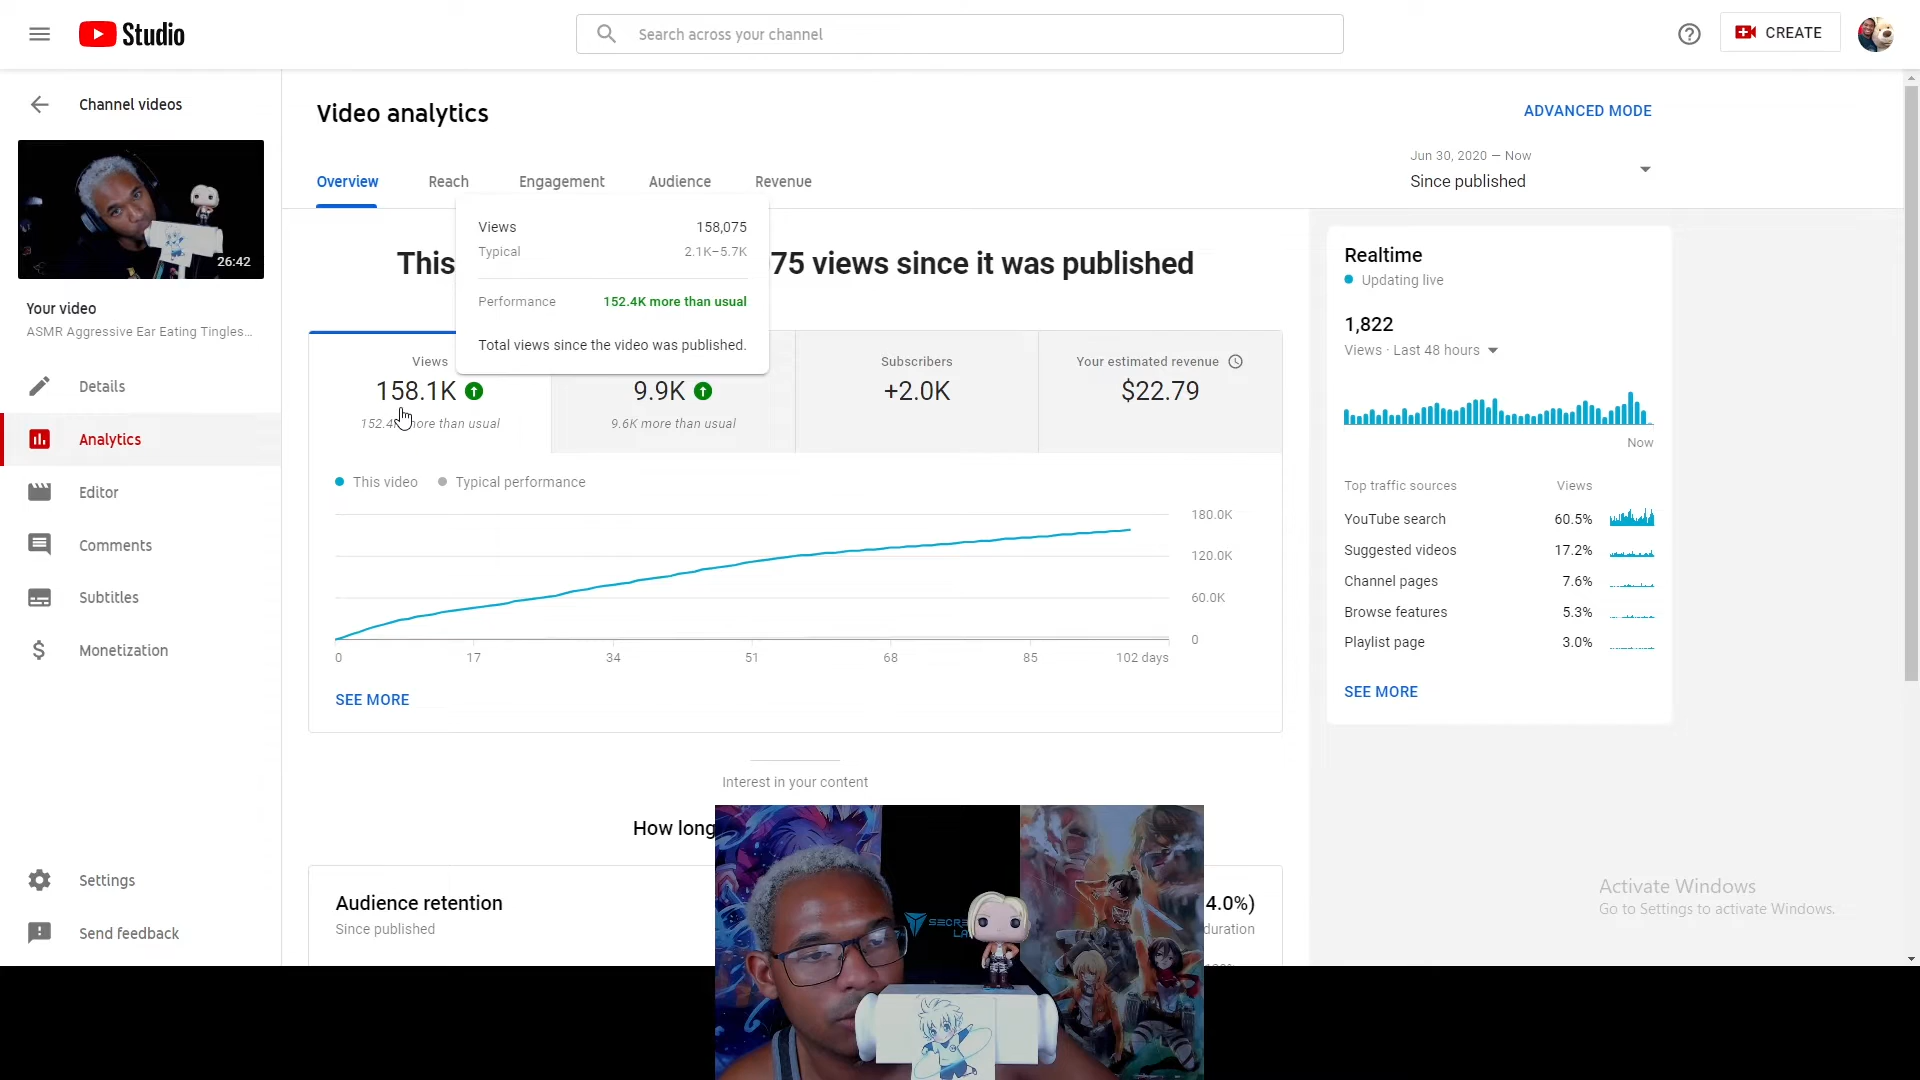 Studio
Search across your channel
CREATE
Channel videos
26:42
Your video
ASMR Aggressive Ear Eating Tingles...
Details
Analytics
Editor
Comments
Subtitles
Monetization
Settings
Send feedback
Video analytics
ADVANCED MODE
Jun 30, 2020 – Now
Since published
Overview
Reach
Engagement
Audience
Revenue
This
75 views since it was published
Views 158,075
Typical 2.1K–5.7K
Performance 152.4K more than usual
Total views since the video was published.
Views
158.1K
more than usual
9.9K
9.6K more than usual
Subscribers
+2.0K
Your estimated revenue
$22.79
This video
Typical performance
180.0K
120.0K
60.0K
0
0 17 34 51 68 85 102 days
SEE MORE
Interest in your content
How long
Audience retention
Since published
4.0%)
duration
Realtime
Updating live
1,822
Views · Last 48 hours
Now
Top traffic sources Views
YouTube search 60.5%
Suggested videos 17.2%
Channel pages 7.6%
Browse features 5.3%
Playlist page 3.0%
SEE MORE
Activate Windows
Go to Settings to activate Windows.